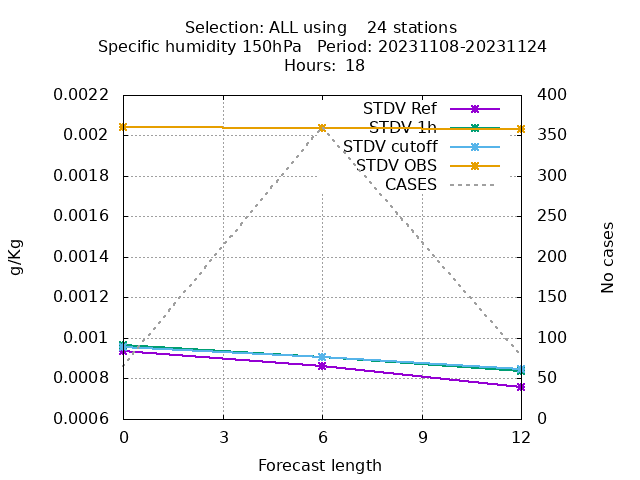 Selection: ALL using    24 stations
Specific humidity 150hPa   Period: 20231108-20231124
Hours: 18
0.0022
0.002
0.0018
0.0016
0.0014
0.0012
0.001
0.0008
0.0006
g/Kg
STDV Ref
STDV 1h
STDV cutoff
STDV OBS
CASES
400
350
300
250
200
150
100
50
0
No cases
0 3 6 9 12
Forecast length